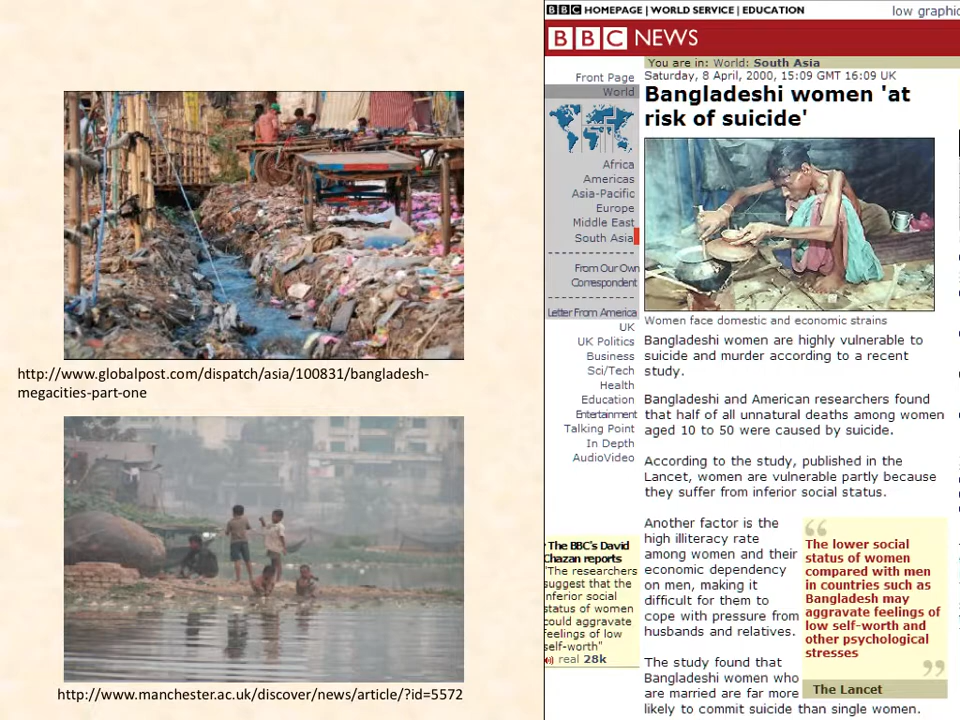 http://www.globalpost.com/dispatch/asia/100831/bangladesh-
megacities-part-one
http://www.manchester.ac.uk/discover/news/article/?id=5572
BBC HOMEPAGE | WORLD SERVICE | EDUCATION
low graphic
BBC NEWS
You are in: World: South Asia
Front Page
World
Africa
Americas
Asia-Pacific
Europe
Middle East
South Asia
From Our Own
Correspondent
Letter From America
UK
UK Politics
Business
Sci/Tech
Health
Education
Entertainment
Talking Point
In Depth
AudioVideo
Saturday, 8 April, 2000, 15:09 GMT 16:09 UK
Bangladeshi women 'at
risk of suicide'
Women face domestic and economic strains
Bangladeshi women are highly vulnerable to
suicide and murder according to a recent
study.
Bangladeshi and American researchers found
that half of all unnatural deaths among women
aged 10 to 50 were caused by suicide.
According to the study, published in the
Lancet, women are vulnerable partly because
they suffer from inferior social status.
Another factor is the
high illiteracy rate
among women and their
economic dependency
on men, making it
difficult for them to
cope with pressure from
husbands and relatives.
The study found that
Bangladeshi women who
are married are far more
likely to commit suicide than single women.
The BBC's David
Chazan reports
"The researchers
suggest that the
inferior social
status of women
could aggravate
feelings of low
self-worth"
real 28k
“
The lower social
status of women
compared with men
in countries such as
Bangladesh may
aggravate feelings of
low self-worth and
other psychological
stresses
”
The Lancet